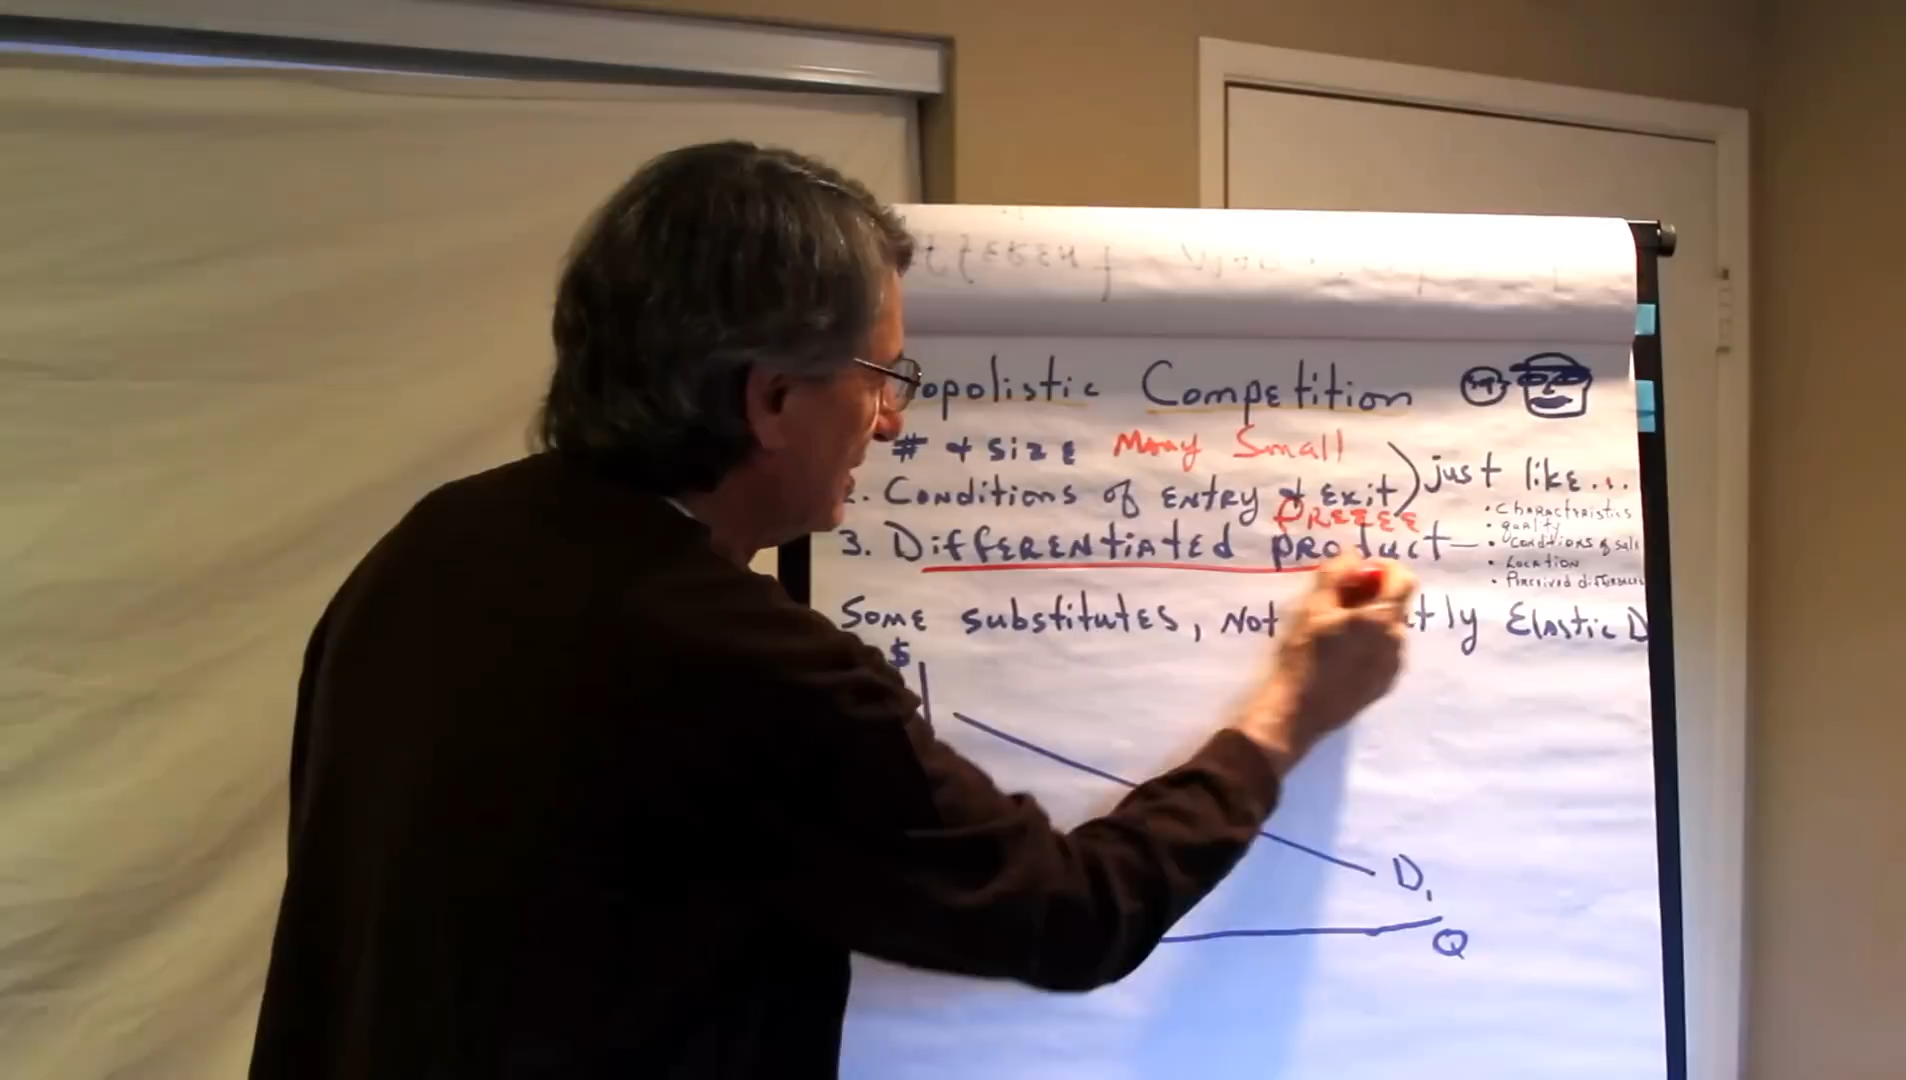 opolistic Competition
# & size Many Small
2. Conditions of Entry & Exit) just like...
FREEEE
3. Differentiated product —
• Characteristics
• quality
• conditions of sale
• Location
• Perceived
Some substitutes, Not tly Elastic D
$
D1
Q